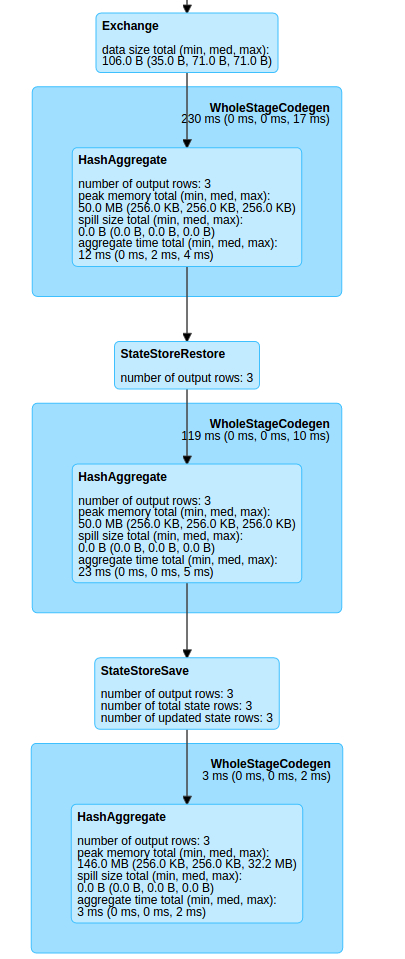 Exchange
data size total (min, med, max):
106.0 B (35.0 B, 71.0 B, 71.0 B)
WholeStageCodegen
230 ms (0 ms, 0 ms, 17 ms)
HashAggregate
number of output rows: 3
peak memory total (min, med, max):
50.0 MB (256.0 KB, 256.0 KB, 256.0 KB)
spill size total (min, med, max):
0.0 B (0.0 B, 0.0 B, 0.0 B)
aggregate time total (min, med, max):
12 ms (0 ms, 2 ms, 4 ms)
StateStoreRestore
number of output rows: 3
WholeStageCodegen
119 ms (0 ms, 0 ms, 10 ms)
HashAggregate
number of output rows: 3
peak memory total (min, med, max):
50.0 MB (256.0 KB, 256.0 KB, 256.0 KB)
spill size total (min, med, max):
0.0 B (0.0 B, 0.0 B, 0.0 B)
aggregate time total (min, med, max):
23 ms (0 ms, 0 ms, 5 ms)
StateStoreSave
number of output rows: 3
number of total state rows: 3
number of updated state rows: 3
WholeStageCodegen
3 ms (0 ms, 0 ms, 2 ms)
HashAggregate
number of output rows: 3
peak memory total (min, med, max):
146.0 MB (256.0 KB, 256.0 KB, 32.2 MB)
spill size total (min, med, max):
0.0 B (0.0 B, 0.0 B, 0.0 B)
aggregate time total (min, med, max):
3 ms (0 ms, 0 ms, 2 ms)